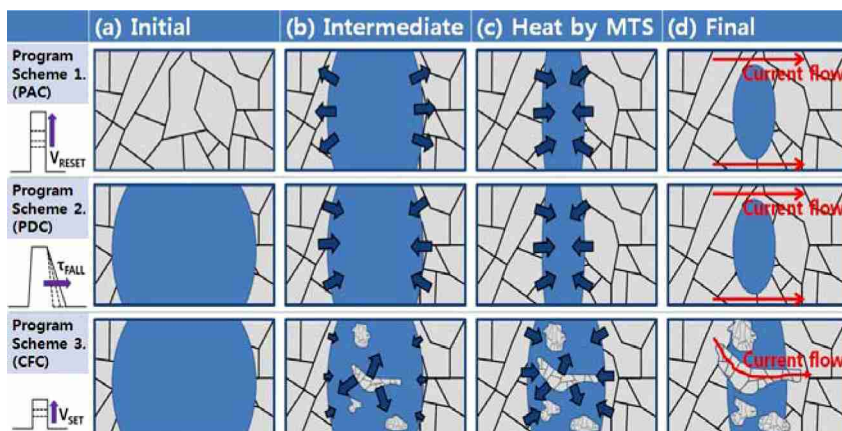 (a) Initial
(b) Intermediate
(c) Heat by MTS
(d) Final
Program
Scheme 1.
(PAC)
VRESET
Current flow
Program
Scheme 2.
(PDC)
τFALL
Current flow
Program
Scheme 3.
(CFC)
VSET
Current flow